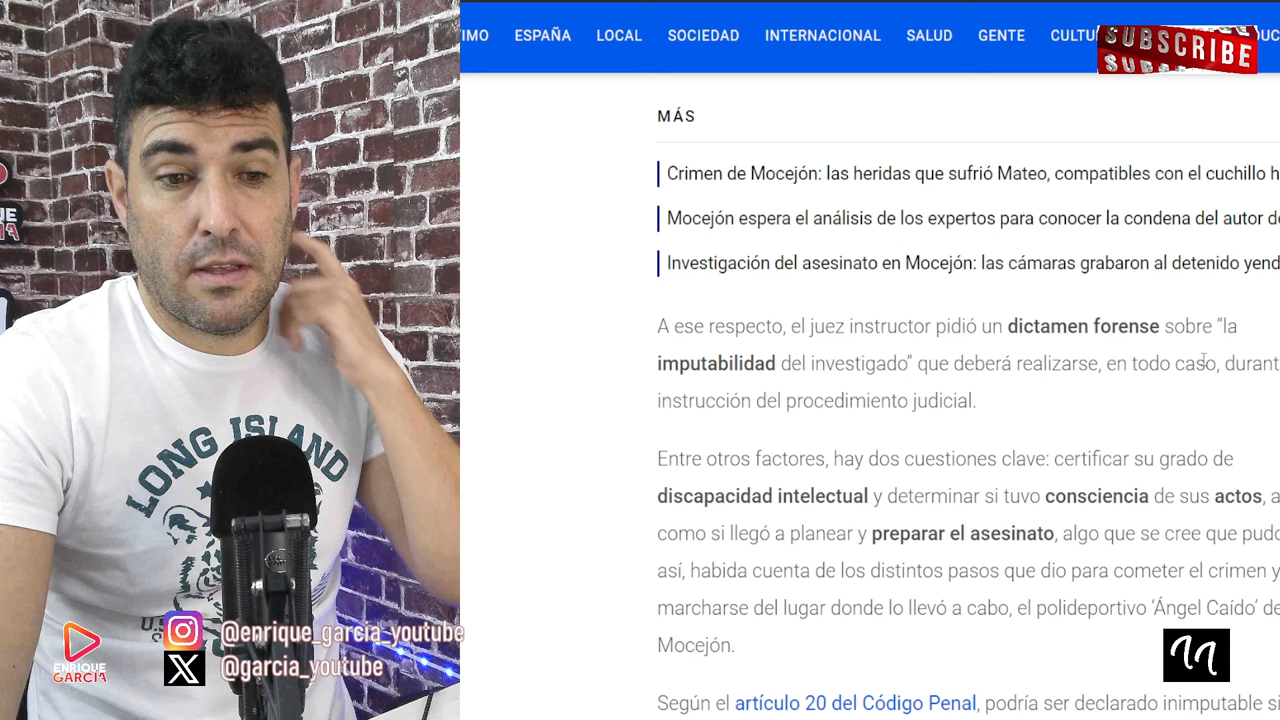 IMO ESPAÑA LOCAL SOCIEDAD INTERNACIONAL SALUD GENTE CULTU
SUBSCRIBE
MÁS
Crimen de Mocejón: las heridas que sufrió Mateo, compatibles con el cuchillo h
Mocejón espera el análisis de los expertos para conocer la condena del autor de
Investigación del asesinato en Mocejón: las cámaras grabaron al detenido yend
A ese respecto, el juez instructor pidió un dictamen forense sobre “la
imputabilidad del investigado” que deberá realizarse, en todo caso, durant
instrucción del procedimiento judicial.
Entre otros factores, hay dos cuestiones clave: certificar su grado de
discapacidad intelectual y determinar si tuvo consciencia de sus actos, a
como si llegó a planear y preparar el asesinato, algo que se cree que pudo
así, habida cuenta de los distintos pasos que dio para cometer el crimen y
marcharse del lugar donde lo llevó a cabo, el polideportivo ‘Ángel Caído’ de
Mocejón.
Según el artículo 20 del Código Penal, podría ser declarado inimputable si
LONG ISLAND
@enrique_garcia_youtube
@garcia_youtube
ENRIQUE
GARCIA